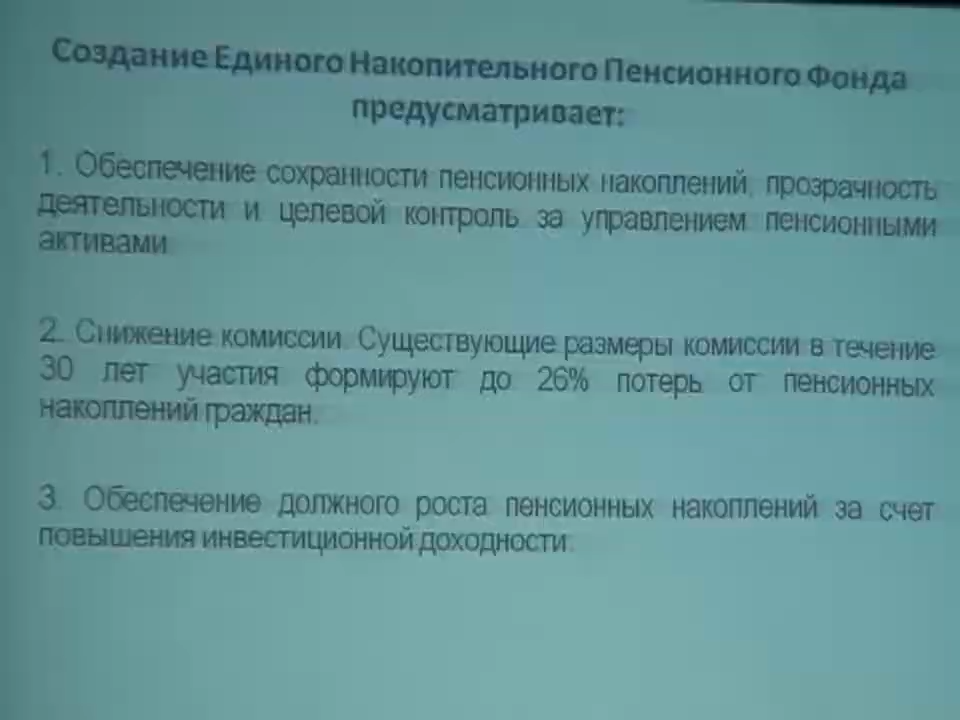 Создание Единого Накопительного Пенсионного Фонда
предусматривает:
1. Обеспечение сохранности пенсионных накоплений, прозрачность
деятельности и целевой контроль за управлением пенсионными
активами.
2. Снижение комиссии. Существующие размеры комиссии в течение
30 лет участия формируют до 26% потерь от пенсионных
накоплений граждан.
3. Обеспечение должного роста пенсионных накоплений за счет
повышения инвестиционной доходности.